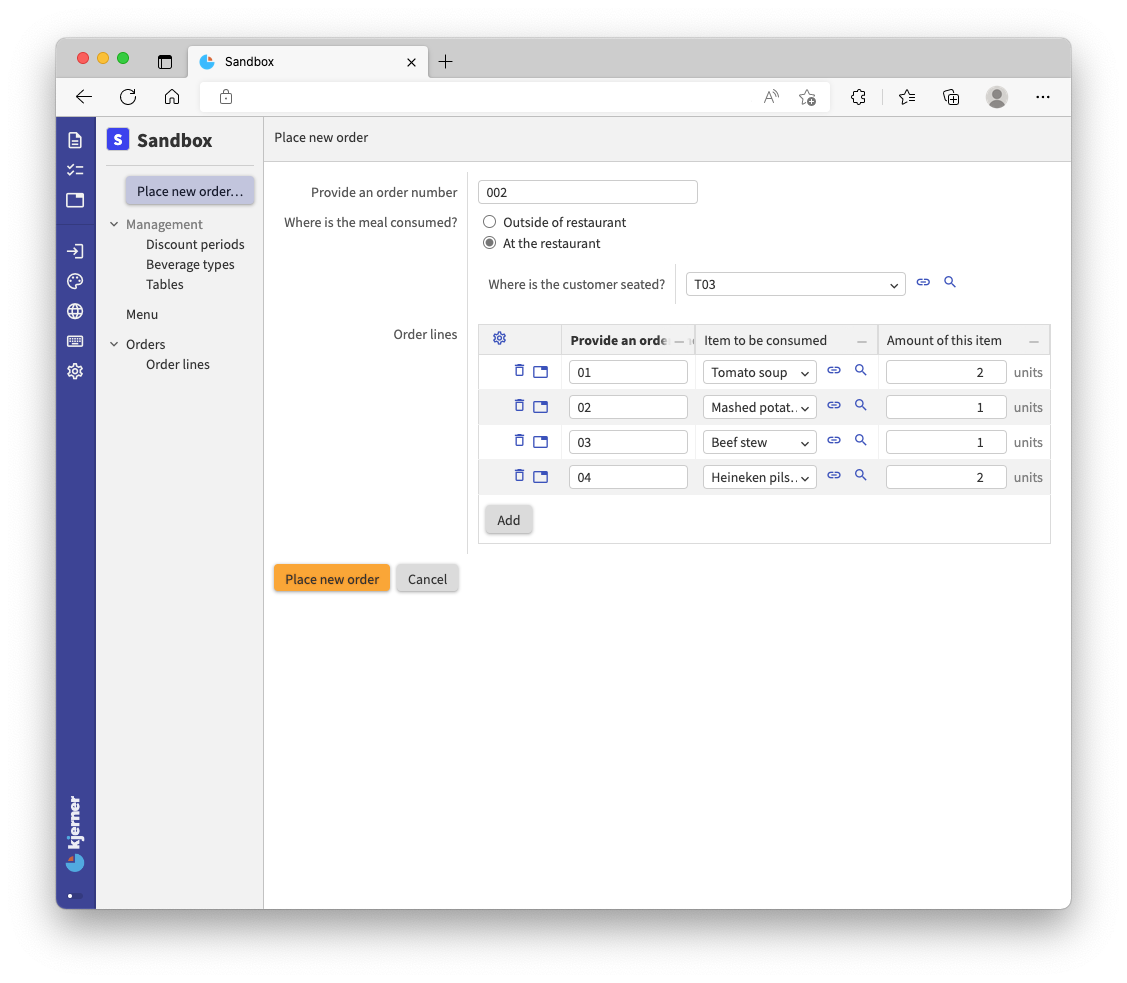 Sandbox
S Sandbox
Place new order
Place new order...
Provide an order number 002
Management
Where is the meal consumed? Outside of restaurant
Discount periods
At the restaurant
Beverage types
Tables
Where is the customer seated? T03
Menu
Orders
Order lines
Order lines
Provide an orde Item to be consumed Amount of this item
01 Tomato soup 2 units
02 Mashed potat.. 1 units
03 Beef stew 1 units
04 Heineken pils.. 2 units
Add
Place new order Cancel
kjerner